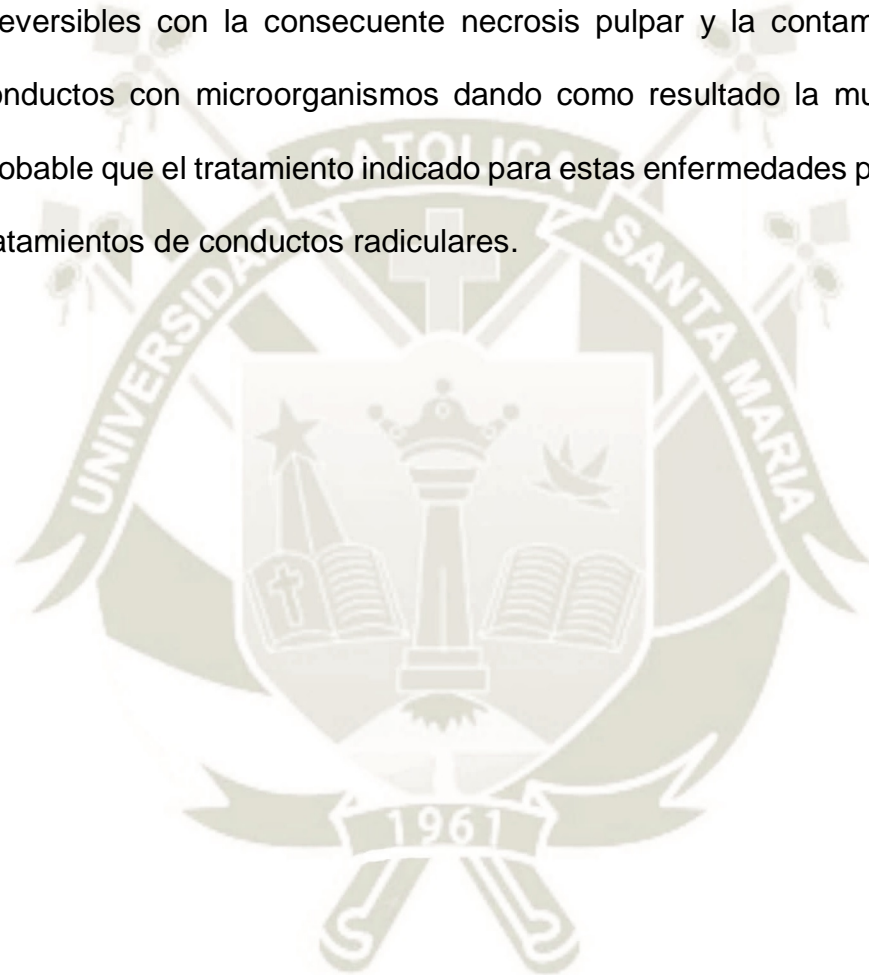 eversibles con la consecuente necrosis pulpar y la contam
onductos con microorganismos dando como resultado la mu
obable que el tratamiento indicado para estas enfermedades p
atamientos de conductos radiculares.
UNIVERSIDAD CATOLICA SANTA MARIA
1961